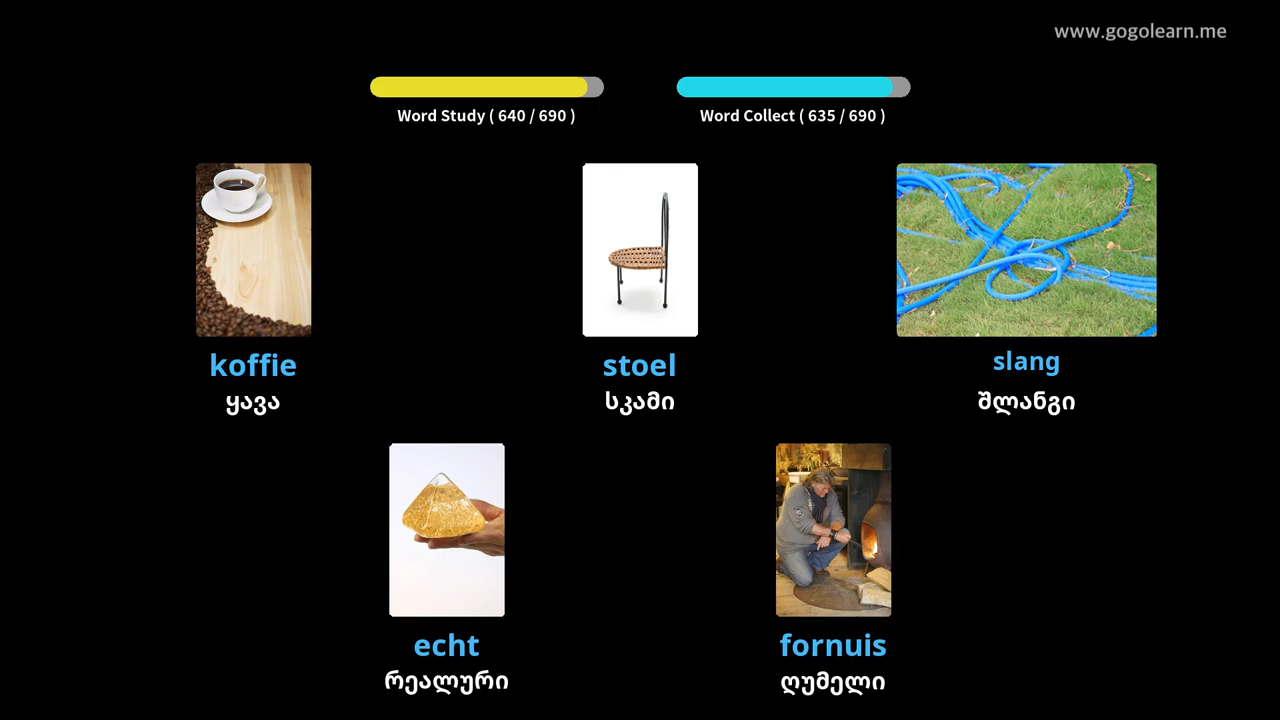 www.gogolearn.me
Word Study ( 640 / 690 )
Word Collect ( 635 / 690 )
koffie
ყავა
stoel
სკამი
slang
შლანგი
echt
რეალური
fornuis
ღუმელი